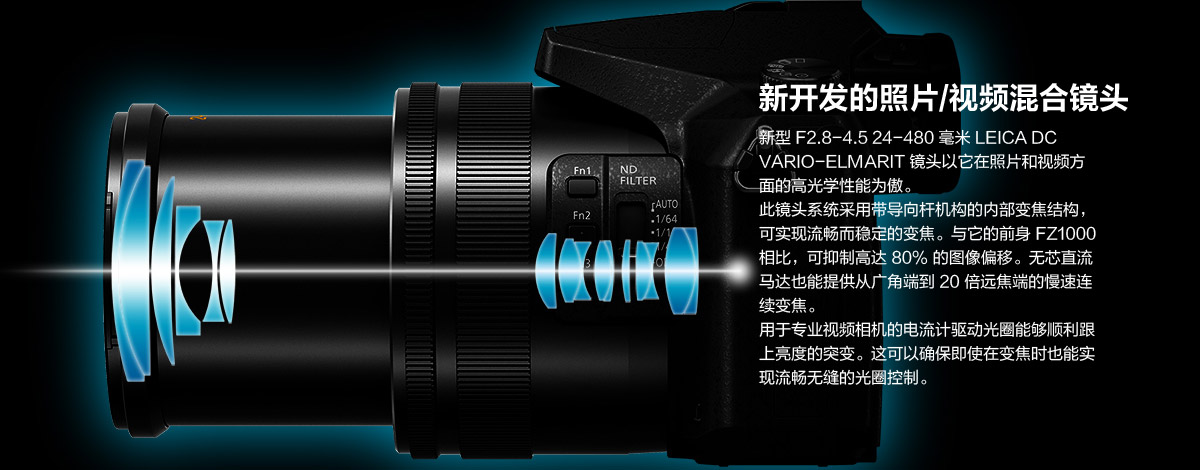 新开发的照片/视频混合镜头
新型 F2.8-4.5 24-480 毫米 LEICA DC
VARIO-ELMARIT 镜头以它在照片和视频方
面的高光学性能为傲。
此镜头系统采用带导向杆机构的内部变焦结构，
可实现流畅而稳定的变焦。与它的前身 FZ1000
相比，可抑制高达 80% 的图像偏移。无芯直流
马达也能提供从广角端到 20 倍远焦端的慢速连
续变焦。
用于专业视频相机的电流计驱动光圈能够顺利跟
上亮度的突变。这可以确保即使在变焦时也能实
现流畅无缝的光圈控制。
Fn1
ND
FILTER
Fn2
AUTO
1/64